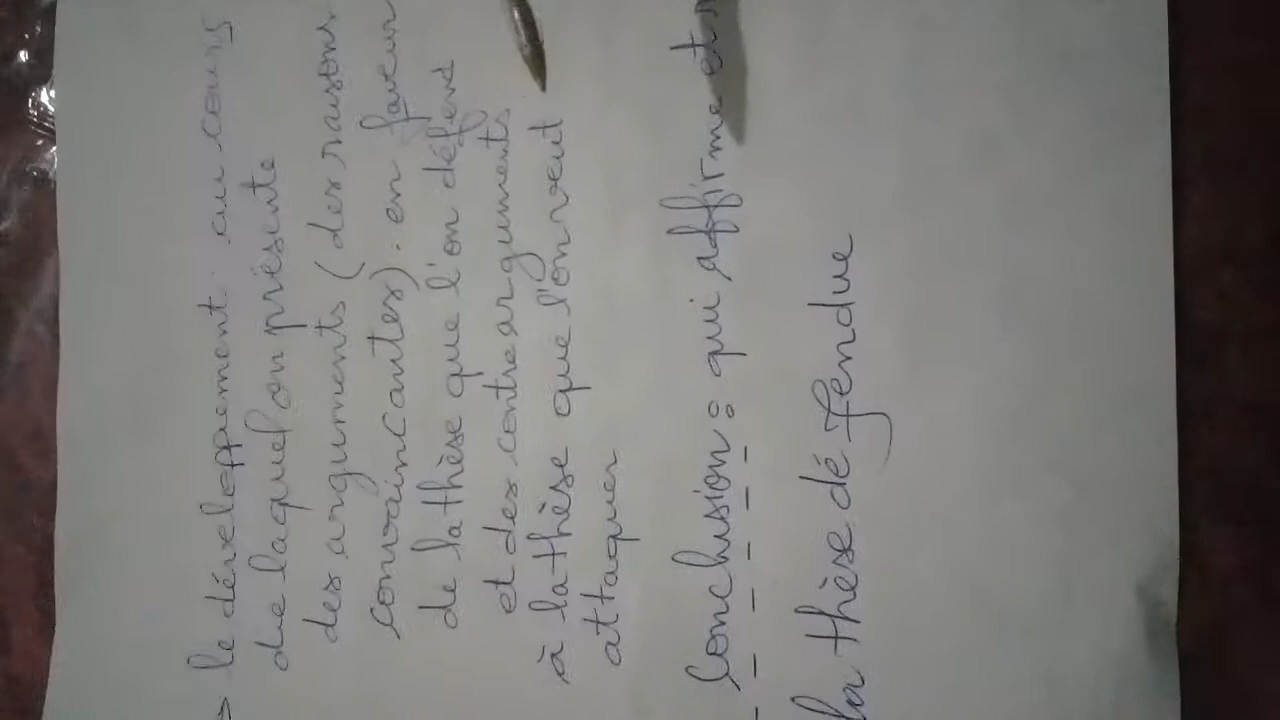 → le développement au cours
de laquel on présente
des arguments (des raisons
convaincantes). en faveur
de la thèse que l'on défend
et des contre arguments
à la thèse que l'on veut
attaquer
Conclusion : qui affirme et
la thèse défendue